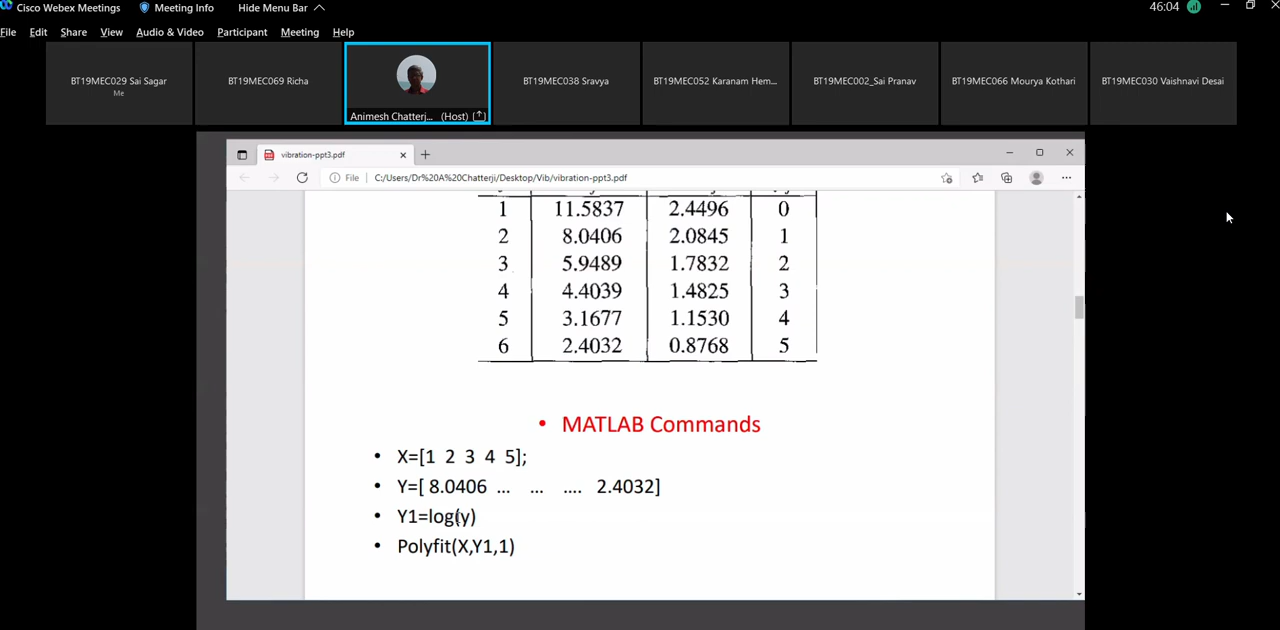 Cisco Webex Meetings Meeting Info Hide Menu Bar 46:04
File Edit Share View Audio & Video Participant Meeting Help
BT19MEC029 Sai Sagar BT19MEC069 Richa BT19MEC038 Sravya BT19MEC052 Karanam Hem... BT19MEC002_Sai Pranav BT19MEC066 Mourya Kothari BT19MEC030 Vaishnavi Desai
Me
Animesh Chatterj... (Host)
vibration-ppt3.pdf
File C:/Users/Dr%20A%20Chatterji/Desktop/Vib/vibration-ppt3.pdf
1 11.5837 2.4496 0
2 8.0406 2.0845 1
3 5.9489 1.7832 2
4 4.4039 1.4825 3
5 3.1677 1.1530 4
6 2.4032 0.8768 5
• MATLAB Commands
• X=[1 2 3 4 5];
• Y=[ 8.0406 ... ... .... 2.4032]
• Y1=log(y)
• Polyfit(X,Y1,1)